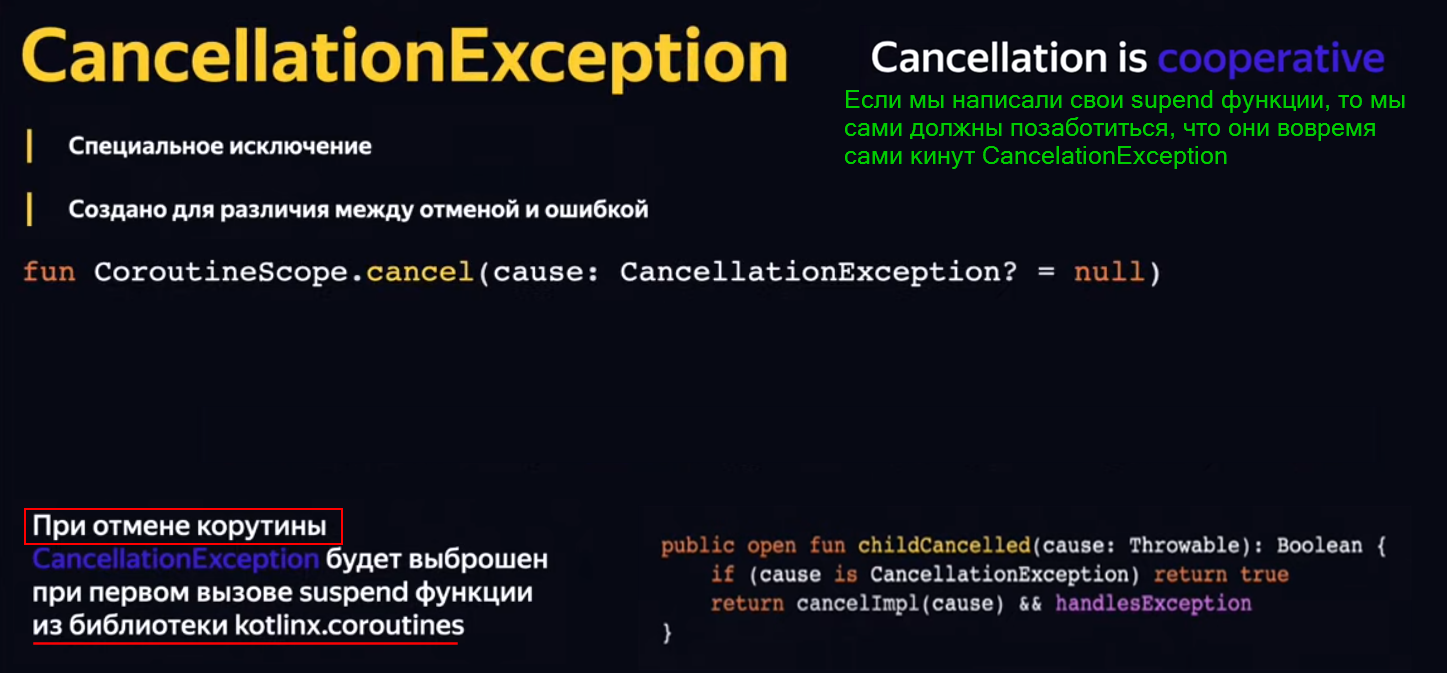 CancellationException
Cancellation is cooperative
Если мы написали свои supend функции, то мы
сами должны позаботиться, что они вовремя
сами кинут CancelationException
Специальное исключение
Создано для различия между отменой и ошибкой
fun CoroutineScope.cancel(cause: CancellationException? = null)
При отмене корутины
CancellationException будет выброшен
при первом вызове suspend функции
из библиотеки kotlinx.coroutines
public open fun childCancelled(cause: Throwable): Boolean {
if (cause is CancellationException) return true
return cancelImpl(cause) && handlesException
}